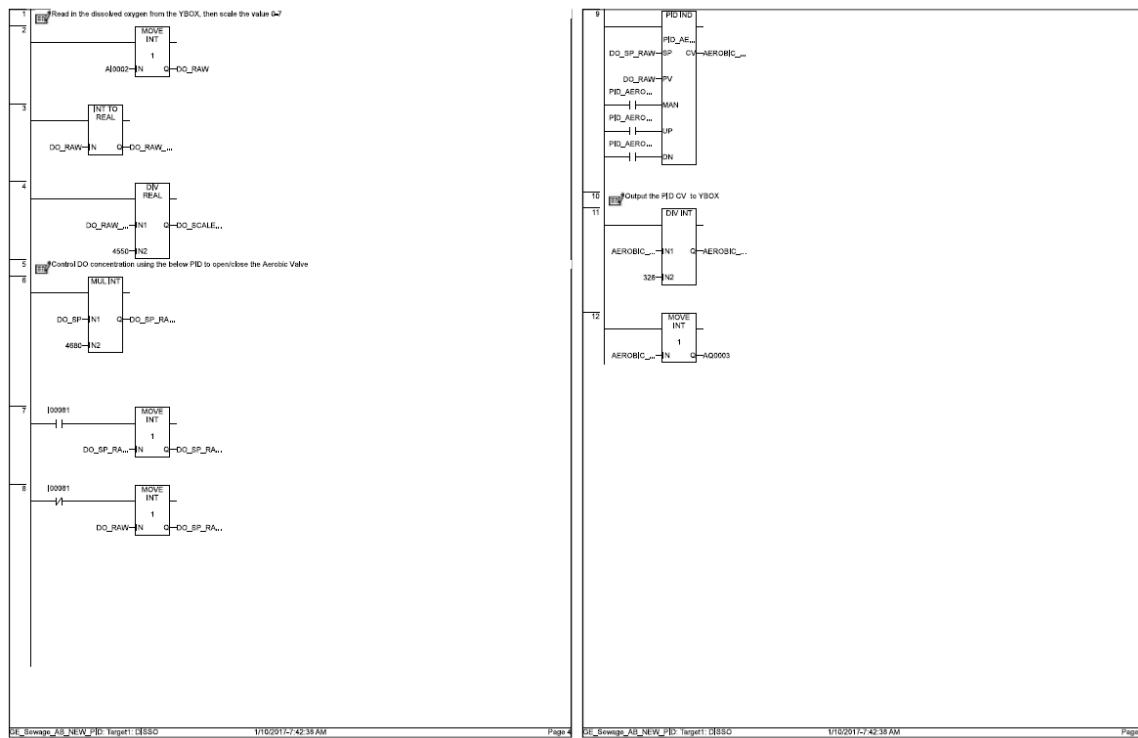 1
*Read in the dissolved oxygen from the YBOX, then scale the value 0-7
2
MOVE
INT
1
AI0002 IN Q DO_RAW
3
INT TO
REAL
DO_RAW IN Q DO_RAW_...
4
DIV
REAL
DO_RAW_... IN1 Q DO_SCALE...
4550 IN2
5
*Control DO concentration using the below PID to open/close the Aerobic Valve
6
MUL INT
DO_SP IN1 Q DO_SP_RA...
4680 IN2
7
I00981
MOVE
INT
1
DO_SP_RA... IN Q DO_SP_RA...
8
I00981
MOVE
INT
1
DO_RAW IN Q DO_SP_RA...
GE_Sewage_AB_NEW_PID: Target1: DISSO 1/10/2017-7:42:38 AM Page 4
9
PID IND
PID_AE...
DO_SP_RAW SP CV AEROBIC_...
DO_RAW PV
PID_AERO...
MAN
PID_AERO...
UP
PID_AERO...
DN
10
*Output the PID CV to YBOX
11
DIV INT
AEROBIC_... IN1 Q AEROBIC_...
328 IN2
12
MOVE
INT
1
AEROBIC_... IN Q AQ0003
GE_Sewage_AB_NEW_PID: Target1: DISSO 1/10/2017-7:42:38 AM Page